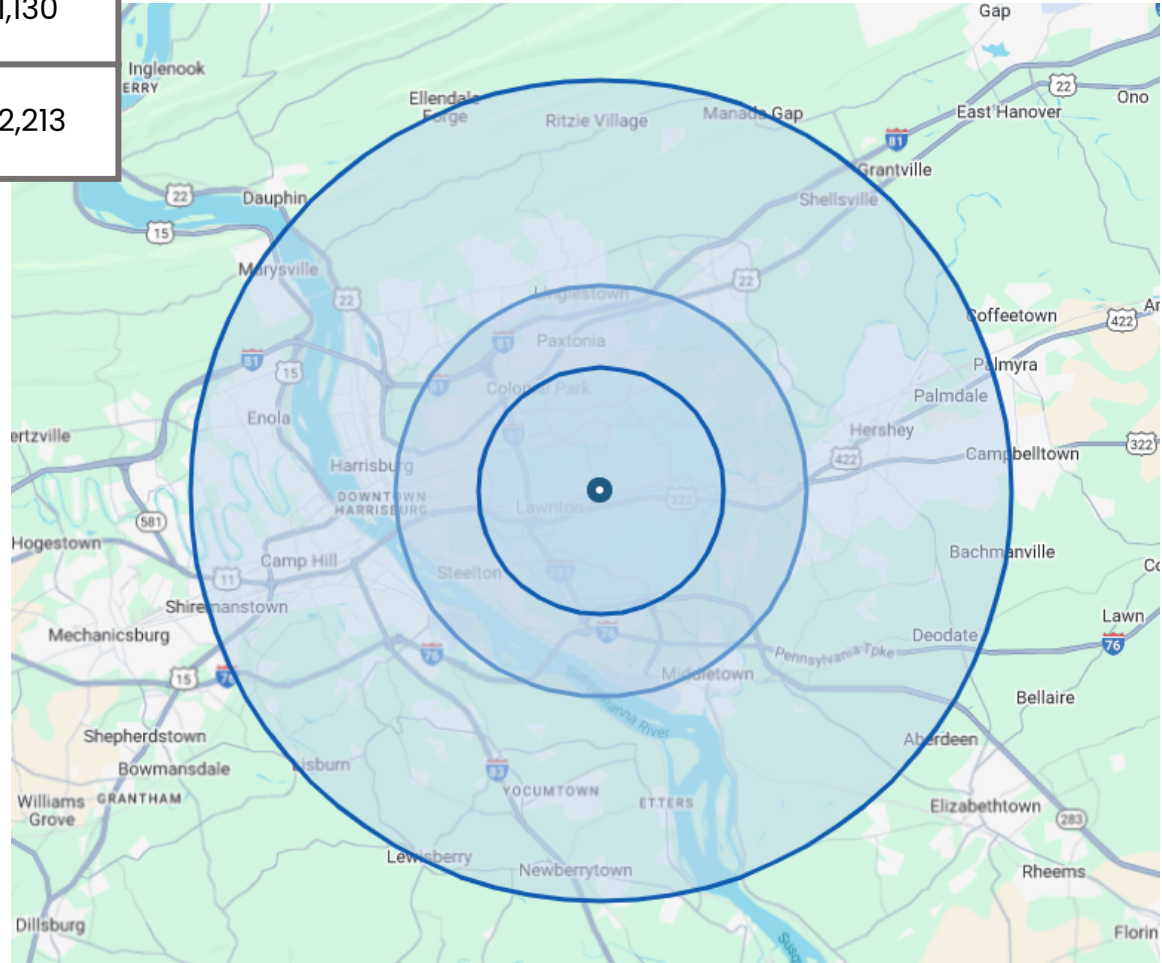 1,130
2,213
Gap
Inglenook
ERRY
22
Ono
East Hanover
Ellendale
Forge
Ritzie Village
Manada Gap
81
Grantville
22
Dauphin
Shellsville
15
Marysville
22
22
Linglestown
Coffeetown
422
81
Paxtonia
81
15
Palmyra
81
Colonial Park
Palmdale
Enola
83
Hershey
ertzville
322
Campbelltown
422
Harrisburg
DOWNTOWN
HARRISBURG
322
Lawnton
581
Hogestown
Bachmanville
Camp Hill
Steelton
283
11
Shiremanstown
Lawn
Mechanicsburg
76
Deodate
76
76
Pennsylvania Tpke
Middletown
15
76
Bellaire
Susquehanna River
Shepherdstown
Aberdeen
Bowmansdale
Lisburn
83
YOCUMTOWN
ETTERS
Williams
Grove
GRANTHAM
Elizabethtown
283
Lewisberry
Newberrytown
Rheems
Dillsburg
Florin
Susq